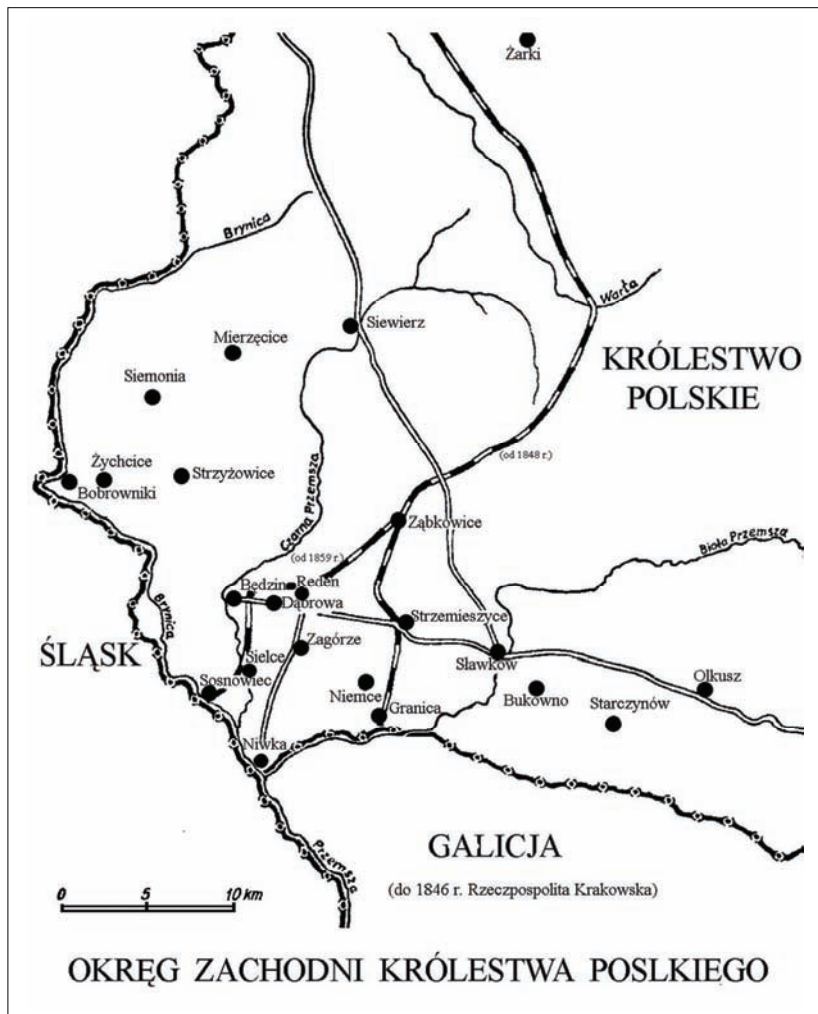 Żarki
Brynica
Warta
Siewierz
Mierzęcice
KRÓLESTWO
POLSKIE
Siemonia
(od 1848 r.)
Żychcice
Strzyżowice
Bobrowniki
Czarna Przemsza
Ząbkowice
Bioła Przemsza
(od 1859 r.)
Będzin
Reden
Dąbrowa
Brynica
Strzemieszyce
ŚLĄSK
Zagórze
Sielce
Sławków
Sosnowiec
Niemce
Olkusz
Bukowno
Granica
Starczynów
Niwka
Przemsza
GALICJA
(do 1846 r. Rzeczpospolita Krakowska)
0 5 10 km
OKRĘG ZACHODNI KRÓLESTWA POSLKIEGO